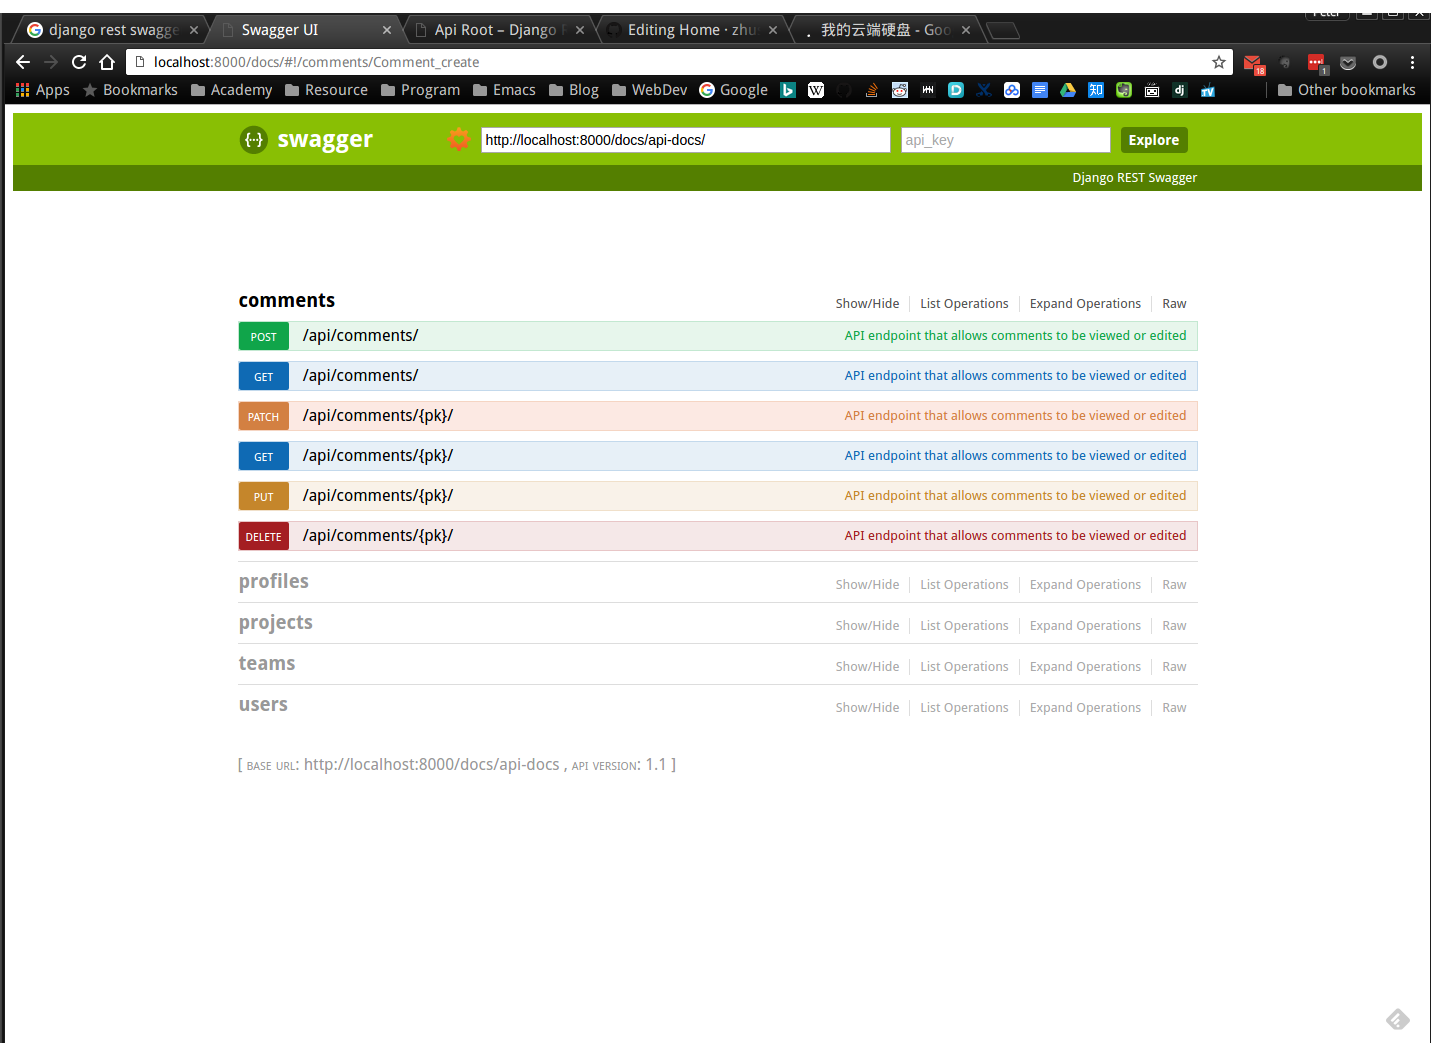 Peter
django rest swagge
Swagger UI
Api Root – Django R
Editing Home · zhu
我的云端硬盘 - Goo
localhost:8000/docs/#!/comments/Comment_create
18
1
Apps Bookmarks Academy Resource Program Emacs Blog WebDev Google Other bookmarks
swagger
http://localhost:8000/docs/api-docs/
api_key
Explore
Django REST Swagger
comments Show/Hide List Operations Expand Operations Raw
POST /api/comments/ API endpoint that allows comments to be viewed or edited
GET /api/comments/ API endpoint that allows comments to be viewed or edited
PATCH /api/comments/{pk}/ API endpoint that allows comments to be viewed or edited
GET /api/comments/{pk}/ API endpoint that allows comments to be viewed or edited
PUT /api/comments/{pk}/ API endpoint that allows comments to be viewed or edited
DELETE /api/comments/{pk}/ API endpoint that allows comments to be viewed or edited
profiles Show/Hide List Operations Expand Operations Raw
projects Show/Hide List Operations Expand Operations Raw
teams Show/Hide List Operations Expand Operations Raw
users Show/Hide List Operations Expand Operations Raw
[ BASE URL: http://localhost:8000/docs/api-docs , API VERSION: 1.1 ]